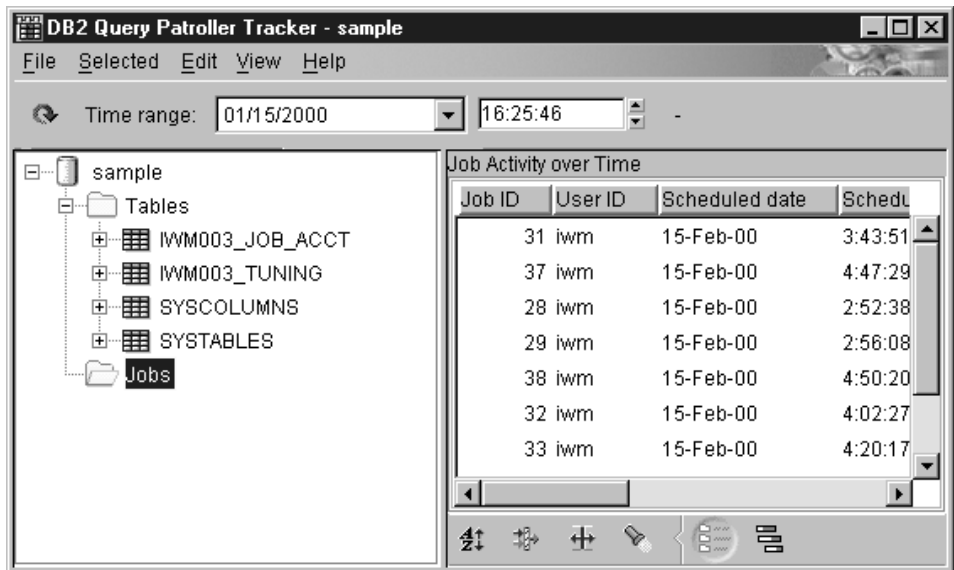 DB2 Query Patroller Tracker - sample
File Selected Edit View Help
Time range: 01/15/2000 16:25:46 -
sample
Tables
IWM003_JOB_ACCT
IWM003_TUNING
SYSCOLUMNS
SYSTABLES
Jobs
Job Activity over Time
Job ID User ID Scheduled date Schedu
31 iwm 15-Feb-00 3:43:51
37 iwm 15-Feb-00 4:47:29
28 iwm 15-Feb-00 2:52:38
29 iwm 15-Feb-00 2:56:08
38 iwm 15-Feb-00 4:50:20
32 iwm 15-Feb-00 4:02:27
33 iwm 15-Feb-00 4:20:17